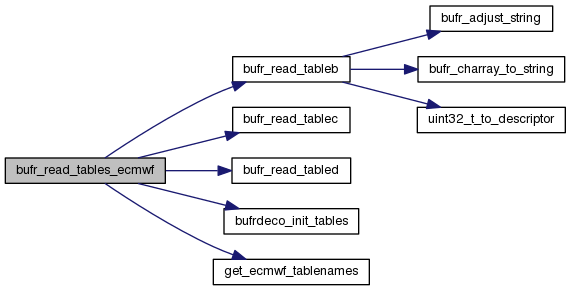 bufr_read_tables_ecmwf
bufr_read_tableb
bufr_adjust_string
bufr_charray_to_string
uint32_t_to_descriptor
bufr_read_tablec
bufr_read_tabled
bufrdeco_init_tables
get_ecmwf_tablenames